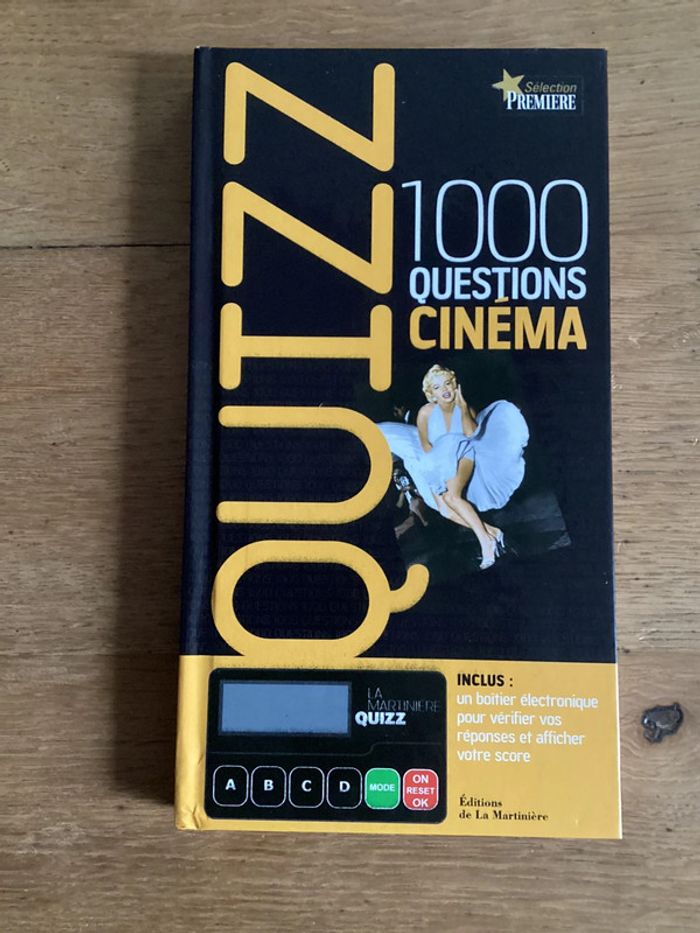 QUIZZ
Sélection
PREMIERE
1000
QUESTIONS
CINÉMA
LA
MARTINIÈRE
QUIZZ
A B C D MODE ON
RESET
OK
INCLUS :
un boîtier électronique
pour vérifier vos
réponses et afficher
votre score
Éditions
de La Martinière